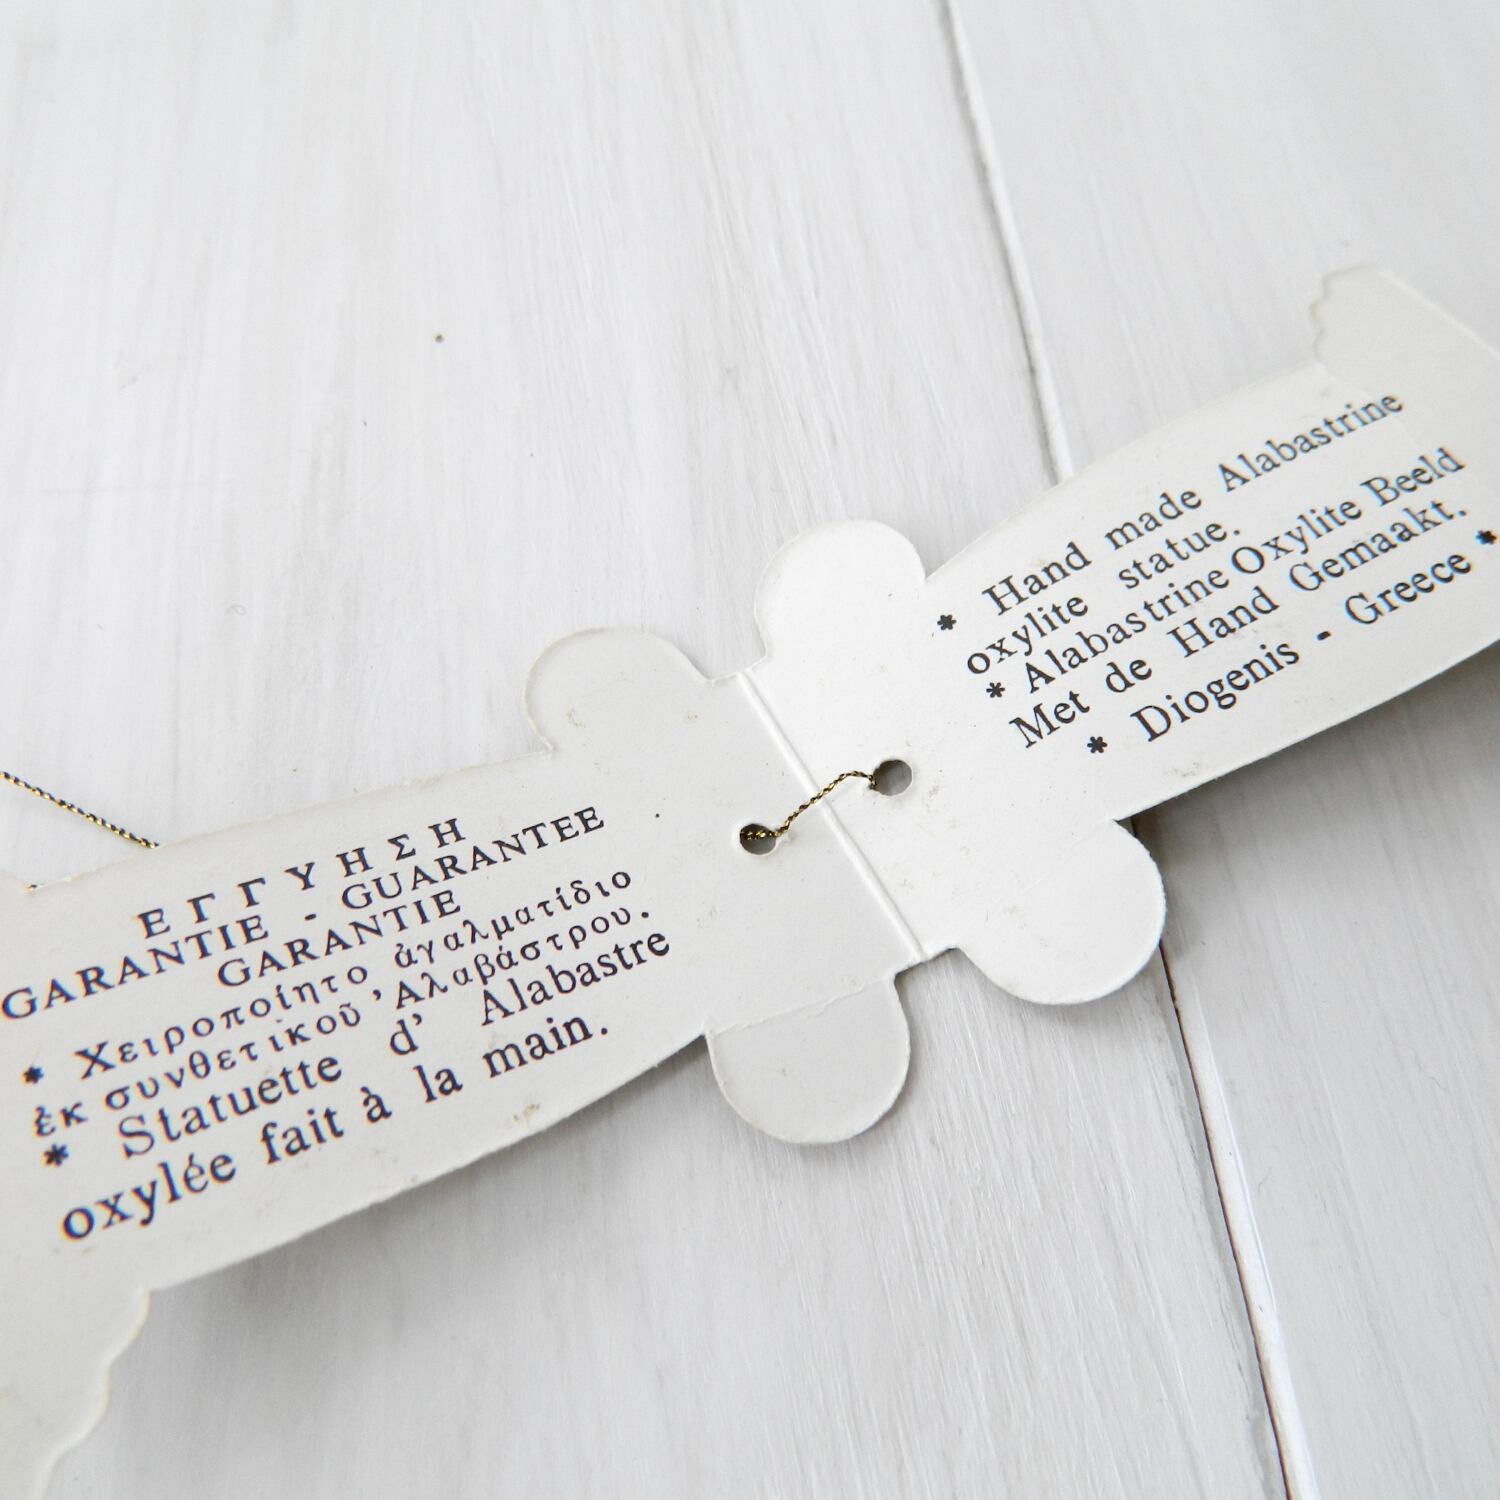 ΕΓΓΥΗΣΗ
GARANTIE - GUARANTEE
GARANTIE
* Χειροποίητο ἀγαλματίδιο
ἐκ συνθετικοῦ 'Αλαβάστρου.
* Statuette d' Alabastre
oxylée fait à la main.
* Hand made Alabastrine
oxylite statue.
* Alabastrine Oxylite Beeld
Met de Hand Gemaakt.
* Diogenis - Greece *